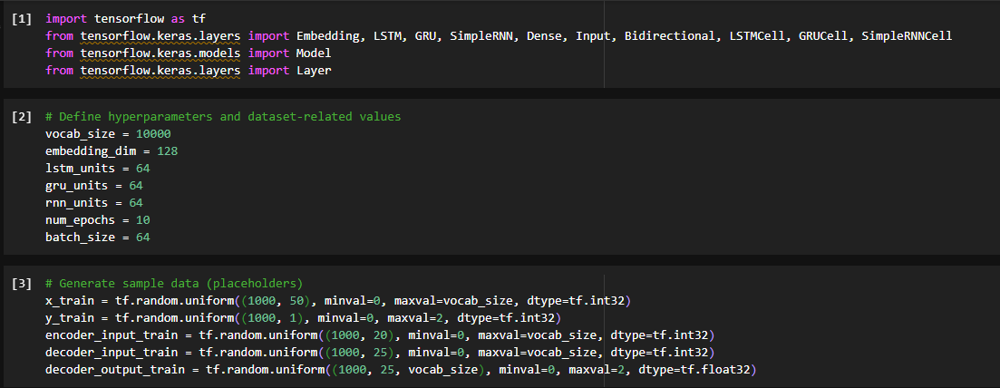 [1] import tensorflow as tf
from tensorflow.keras.layers import Embedding, LSTM, GRU, SimpleRNN, Dense, Input, Bidirectional, LSTMCell, GRUCell, SimpleRNNCell
from tensorflow.keras.models import Model
from tensorflow.keras.layers import Layer
[2] # Define hyperparameters and dataset-related values
vocab_size = 10000
embedding_dim = 128
lstm_units = 64
gru_units = 64
rnn_units = 64
num_epochs = 10
batch_size = 64
[3] # Generate sample data (placeholders)
x_train = tf.random.uniform((1000, 50), minval=0, maxval=vocab_size, dtype=tf.int32)
y_train = tf.random.uniform((1000, 1), minval=0, maxval=2, dtype=tf.int32)
encoder_input_train = tf.random.uniform((1000, 20), minval=0, maxval=vocab_size, dtype=tf.int32)
decoder_input_train = tf.random.uniform((1000, 25), minval=0, maxval=vocab_size, dtype=tf.int32)
decoder_output_train = tf.random.uniform((1000, 25, vocab_size), minval=0, maxval=2, dtype=tf.float32)